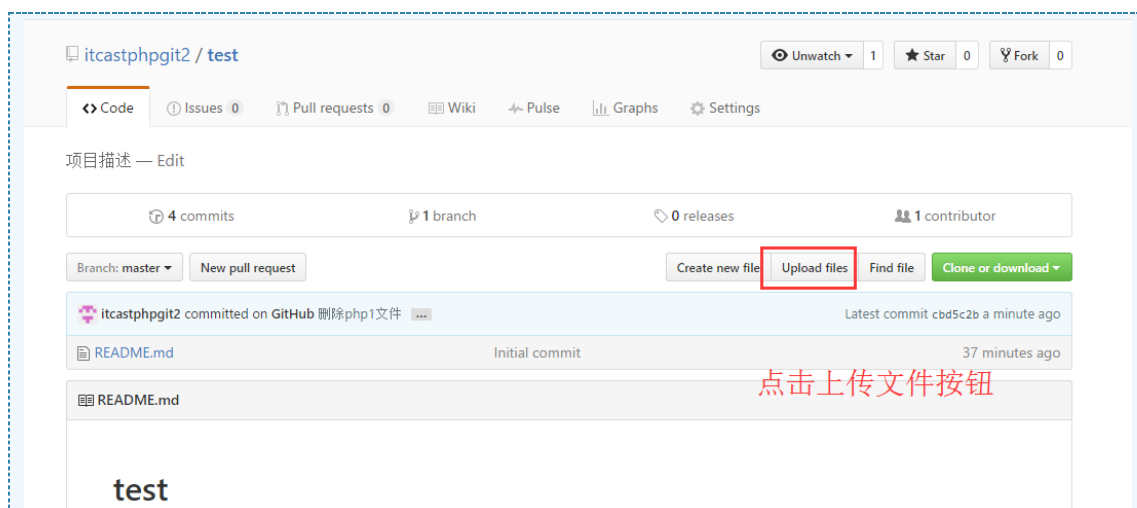 itcastphpgit2 / test
Unwatch 1 Star 0 Fork 0
Code Issues 0 Pull requests 0 Wiki Pulse Graphs Settings
项目描述 — Edit
4 commits 1 branch 0 releases 1 contributor
Branch: master New pull request Create new file Upload files Find file Clone or download
itcastphpgit2 committed on GitHub 删除php1文件 ... Latest commit cbd5c2b a minute ago
README.md Initial commit 37 minutes ago
点击上传文件按钮
README.md
test